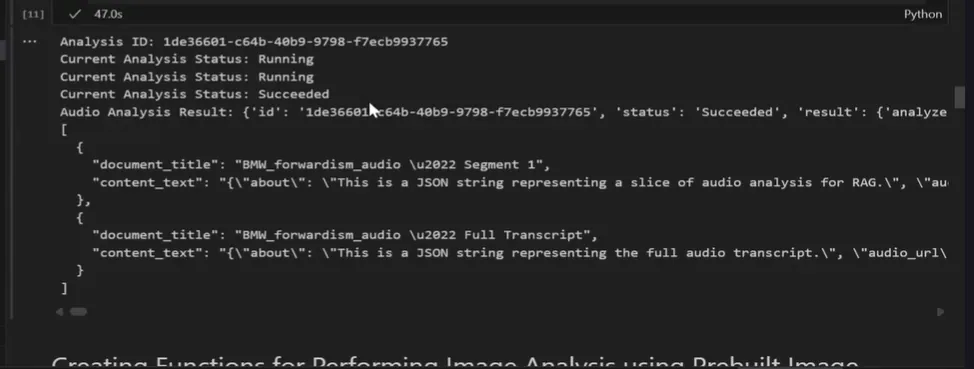 [11] 47.0s Python
... Analysis ID: 1de36601-c64b-40b9-9798-f7ecb9937765
Current Analysis Status: Running
Current Analysis Status: Running
Current Analysis Status: Succeeded
Audio Analysis Result: {'id': '1de36601-c64b-40b9-9798-f7ecb9937765', 'status': 'Succeeded', 'result': {'analyze
[
{
"document_title": "BMW_forwardism_audio \u2022 Segment 1",
"content_text": "{\"about\": \"This is a JSON string representing a slice of audio analysis for RAG.\", \"au
},
{
"document_title": "BMW_forwardism_audio \u2022 Full Transcript",
"content_text": "{\"about\": \"This is a JSON string representing the full audio transcript.\", \"audio_url\
}
]
Creating Functions for Performing Image Analysis using Prebuilt Image